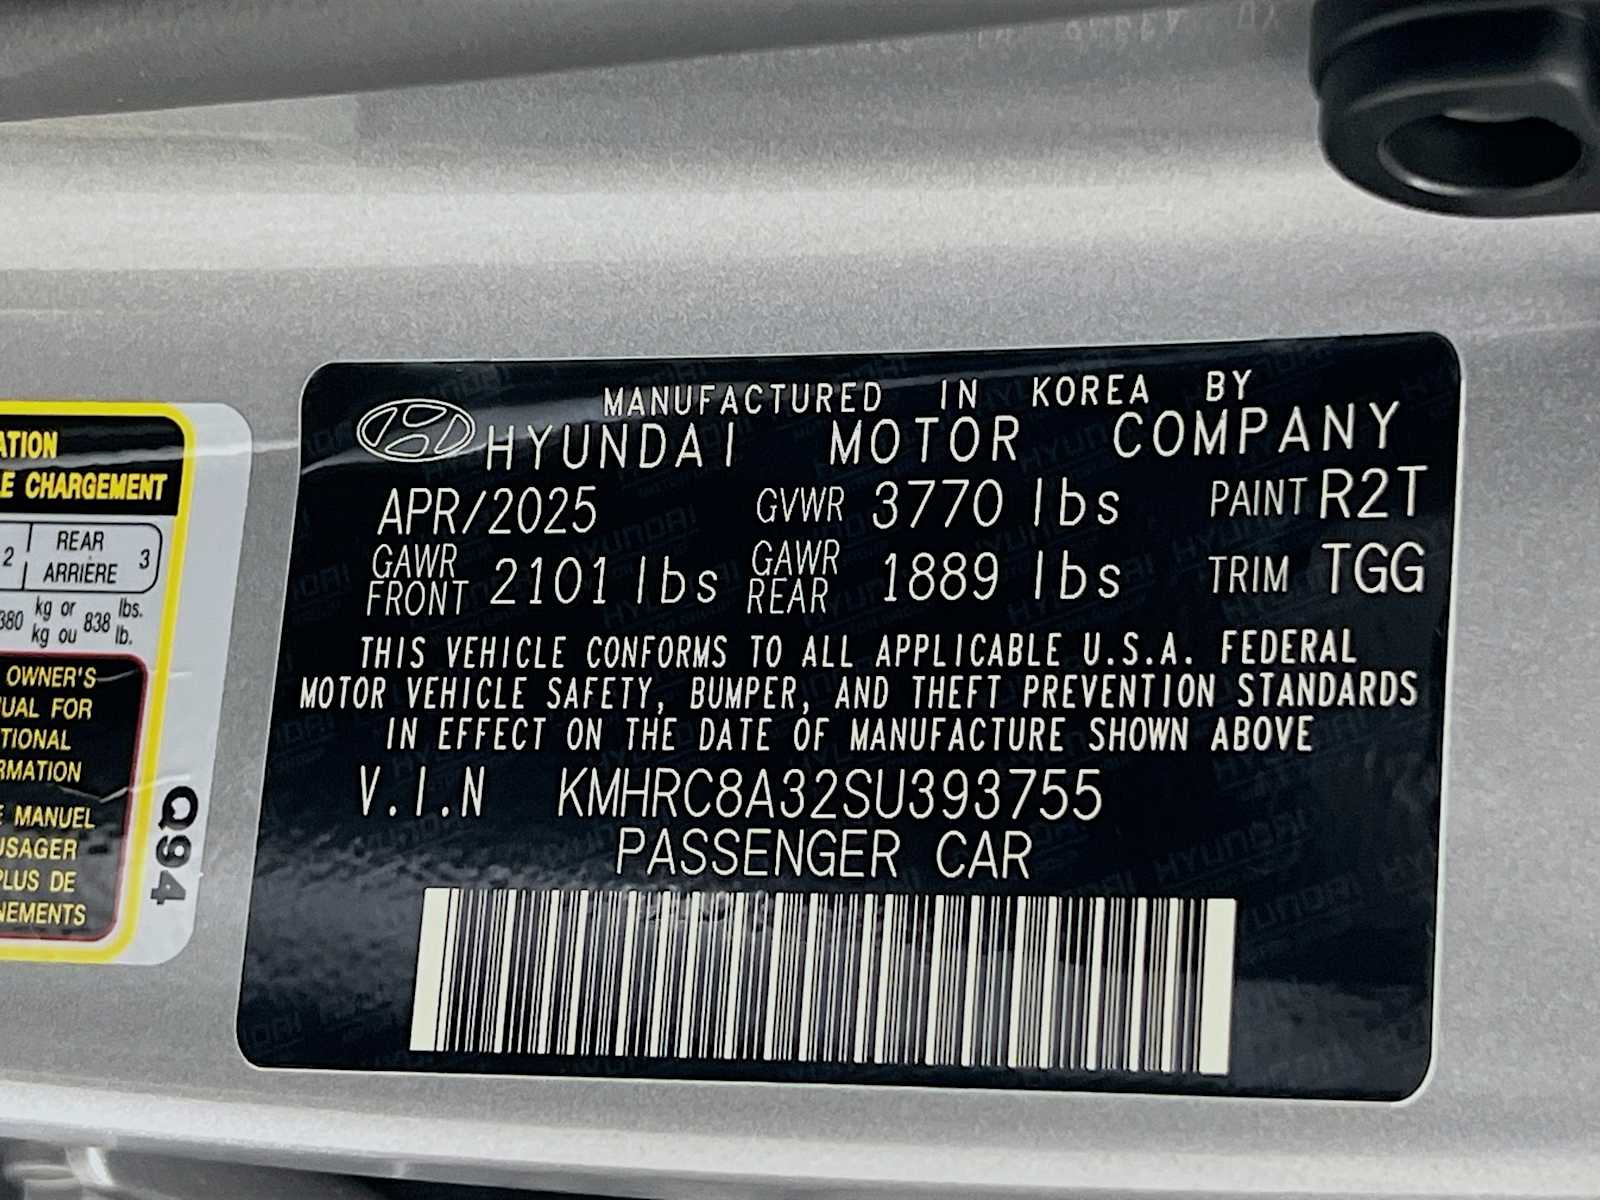 ATION
E CHARGEMENT
2 REAR ARRIÈRE 3
380 kg or 838 lbs.
kg ou lb.
OWNER'S
UAL FOR
TIONAL
RMATION
E MANUEL
USAGER
PLUS DE
NEMENTS
Q94
MANUFACTURED IN KOREA BY
HYUNDAI MOTOR COMPANY
APR/2025 GVWR 3770 lbs PAINT R2T
GAWR FRONT 2101 lbs GAWR REAR 1889 lbs TRIM TGG
THIS VEHICLE CONFORMS TO ALL APPLICABLE U.S.A. FEDERAL
MOTOR VEHICLE SAFETY, BUMPER, AND THEFT PREVENTION STANDARDS
IN EFFECT ON THE DATE OF MANUFACTURE SHOWN ABOVE
V.I.N KMHRC8A32SU393755
PASSENGER CAR